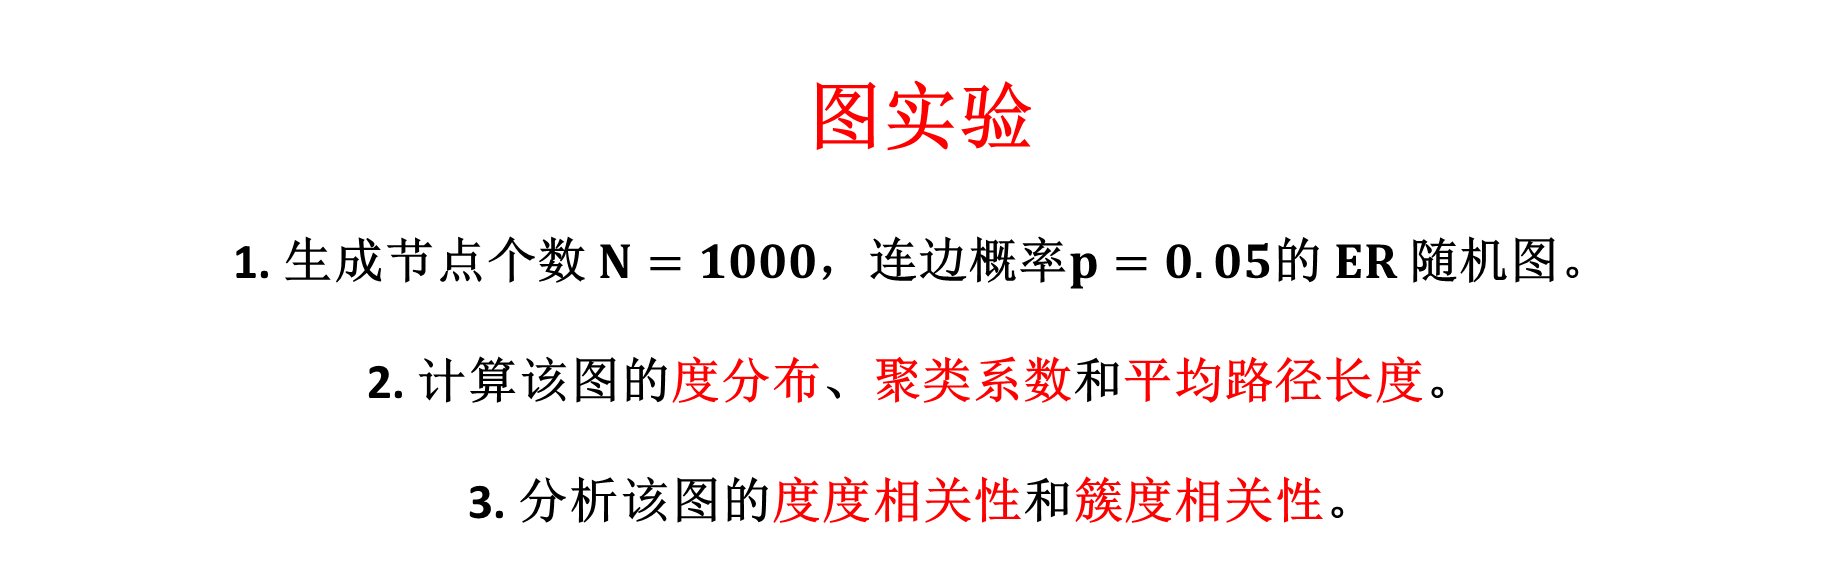 图实验
1. 生成节点个数 N = 1000，连边概率p = 0.05的 ER 随机图。
2. 计算该图的度分布、聚类系数和平均路径长度。
3. 分析该图的度度相关性和簇度相关性。